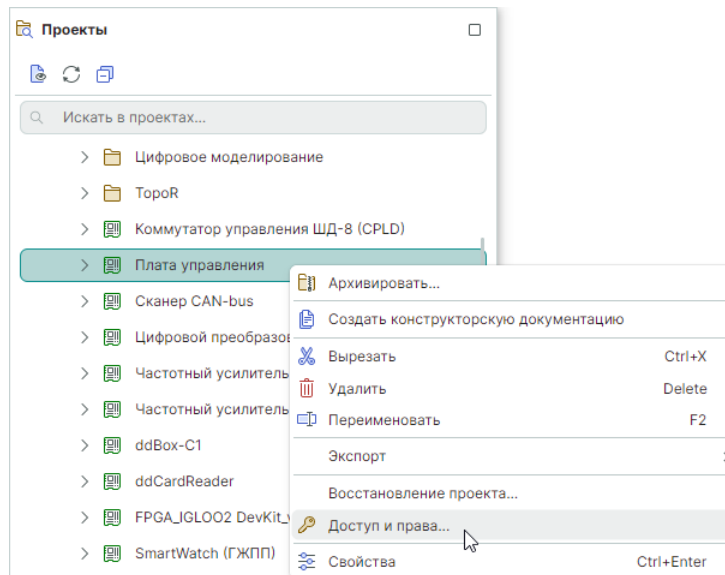 Проекты
Искать в проектах...
Цифровое моделирование
TopoR
Коммутатор управления ШД-8 (CPLD)
Плата управления
Сканер CAN-bus
Цифровой
Частотный усилитель
Частотный усилитель
ddBox-C1
ddCardReader
FPGA_IGLOO2 DevKit
SmartWatch (ГЖПП)
Архивировать...
Создать конструкторскую документацию
Вырезать Ctrl+X
Удалить Delete
Переименовать F2
Экспорт
Восстановление проекта...
Доступ и права...
Свойства Ctrl+Enter